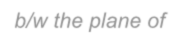 b/w the plane of